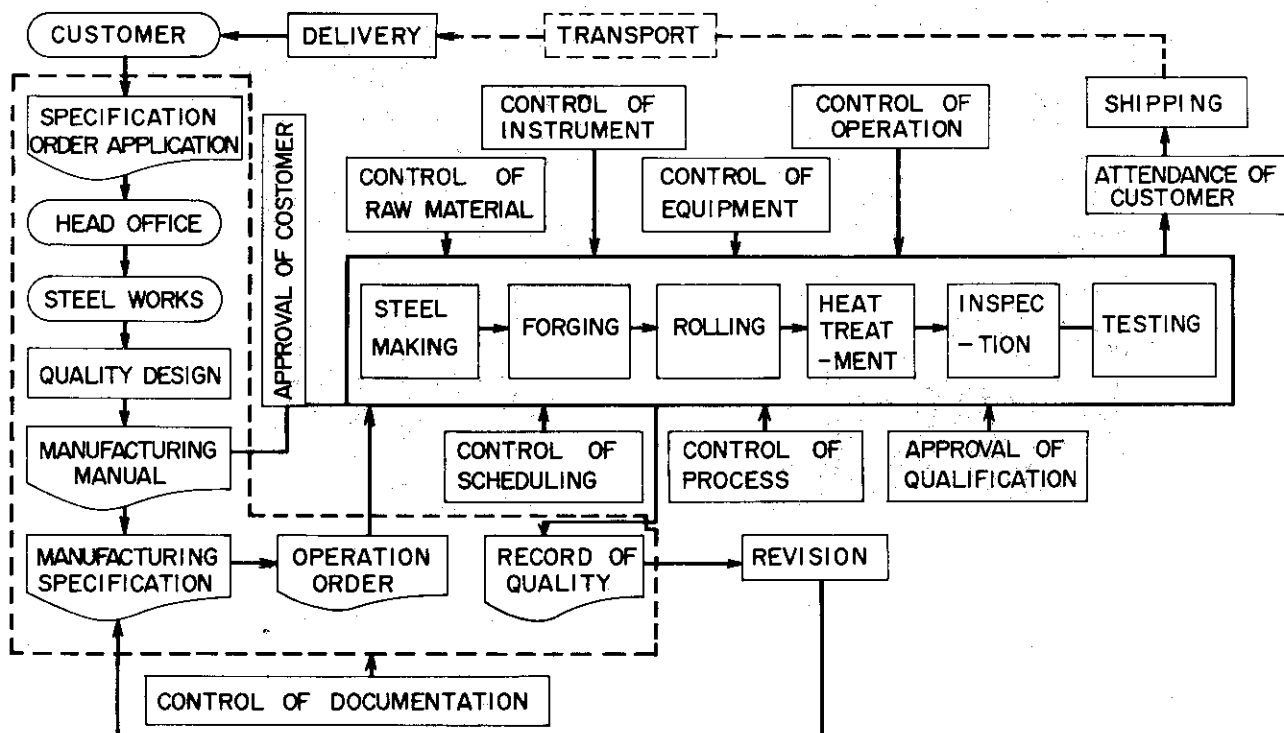 CUSTOMER
DELIVERY
TRANSPORT
SPECIFICATION
ORDER APPLICATION
HEAD OFFICE
STEEL WORKS
QUALITY DESIGN
MANUFACTURING
MANUAL
MANUFACTURING
SPECIFICATION
APPROVAL OF COSTOMER
CONTROL OF
INSTRUMENT
CONTROL OF
OPERATION
SHIPPING
CONTROL OF
RAW MATERIAL
CONTROL OF
EQUIPMENT
ATTENDANCE OF
CUSTOMER
STEEL
MAKING
FORGING
ROLLING
HEAT
TREAT
-MENT
INSPEC
-TION
TESTING
CONTROL
OF SCHEDULING
CONTROL OF
PROCESS
APPROVAL OF
QUALIFICATION
OPERATION
ORDER
RECORD OF
QUALITY
REVISION
CONTROL OF DOCUMENTATION